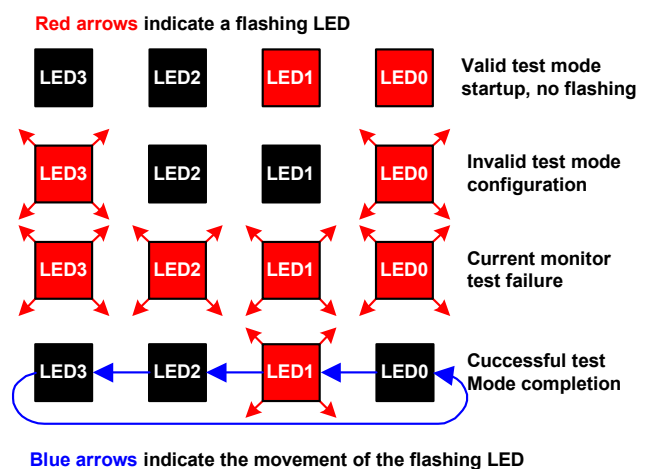 Red arrows indicate a flashing LED
LED3 LED2 LED1 LED0
Valid test mode
startup, no flashing
LED3 LED2 LED1 LED0
Invalid test mode
configuration
LED3 LED2 LED1 LED0
Current monitor
test failure
LED3 LED2 LED1 LED0
Cuccessful test
Mode completion
Blue arrows indicate the movement of the flashing LED